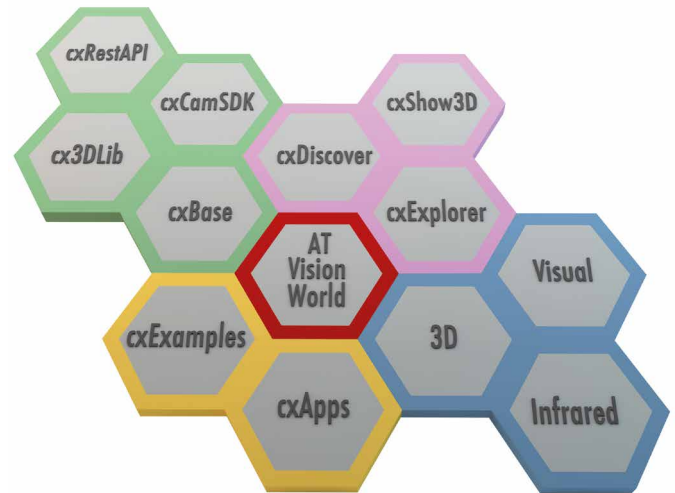 cxRestAPI
cxCamSDK
cxShow3D
cx3DLib
cxDiscover
cxBase
cxExplorer
AT
Vision
World
Visual
cxExamples
3D
cxApps
Infrared